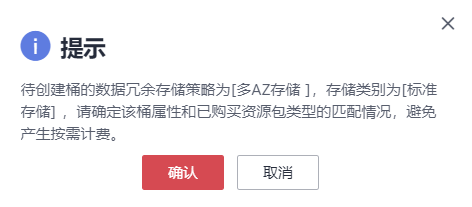 提示
待创建桶的数据冗余存储策略为[多AZ存储 ]，存储类别为[标准
存储] ，请确定该桶属性和已购买资源包类型的匹配情况，避免
产生按需计费。
确认
取消